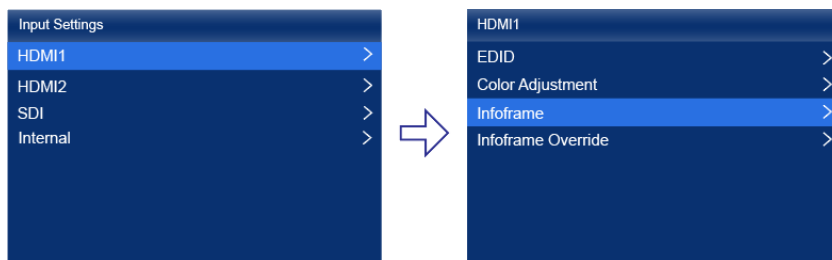 Input Settings
HDMI1
HDMI2
SDI
Internal
HDMI1
EDID
Color Adjustment
Infoframe
Infoframe Override